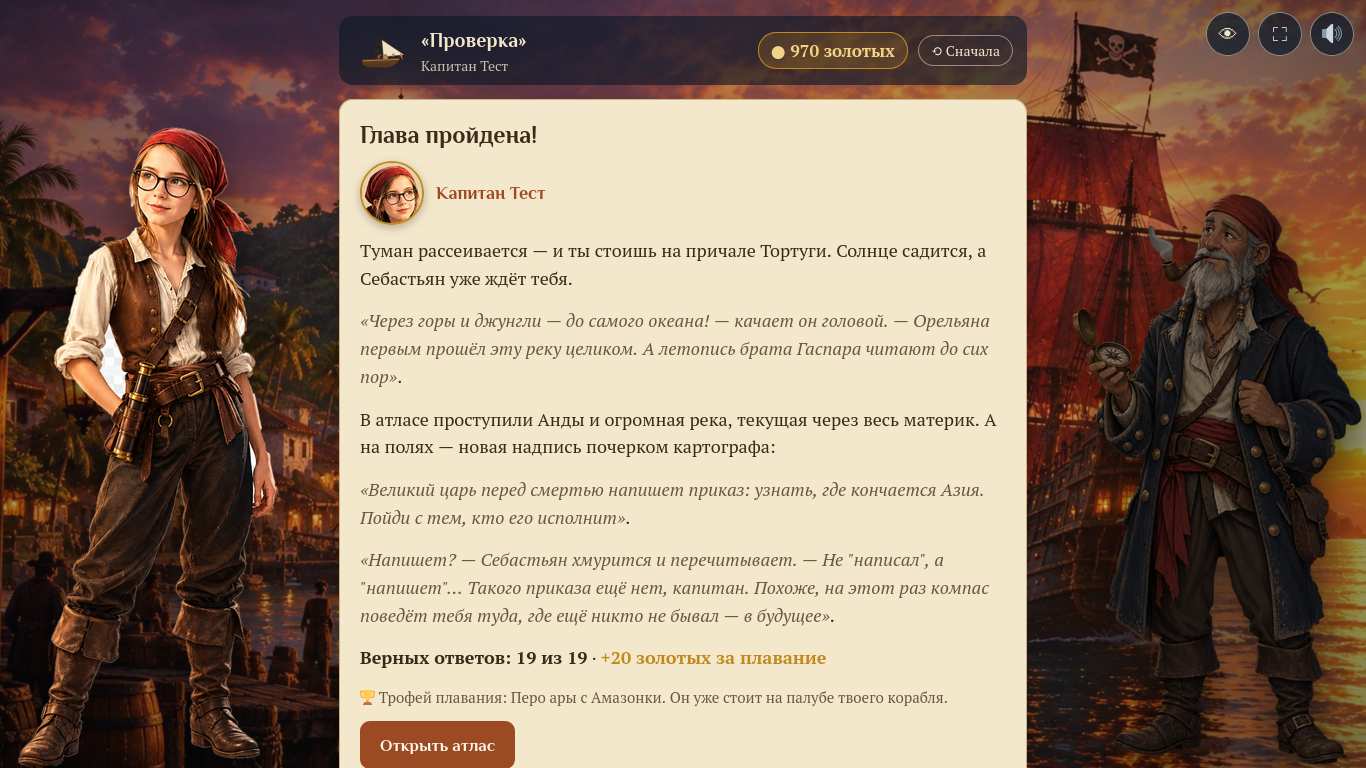 «Проверка»
Капитан Тест
970 золотых
⟲ Сначала
Глава пройдена!
Капитан Тест
Туман рассеивается — и ты стоишь на причале Тортуги. Солнце садится, а
Себастьян уже ждёт тебя.
«Через горы и джунгли — до самого океана! — качает он головой. — Орельяна
первым прошёл эту реку целиком. А летопись брата Гаспара читают до сих
пор».
В атласе проступили Анды и огромная река, текущая через весь материк. А
на полях — новая надпись почерком картографа:
«Великий царь перед смертью напишет приказ: узнать, где кончается Азия.
Пойди с тем, кто его исполнит».
«Напишет? — Себастьян хмурится и перечитывает. — Не "написал", а
"напишет"… Такого приказа ещё нет, капитан. Похоже, на этот раз компас
поведёт тебя туда, где ещё никто не бывал — в будущее».
Верных ответов: 19 из 19 · +20 золотых за плавание
🏆 Трофей плавания: Перо ары с Амазонки. Он уже стоит на палубе твоего корабля.
Открыть атлас